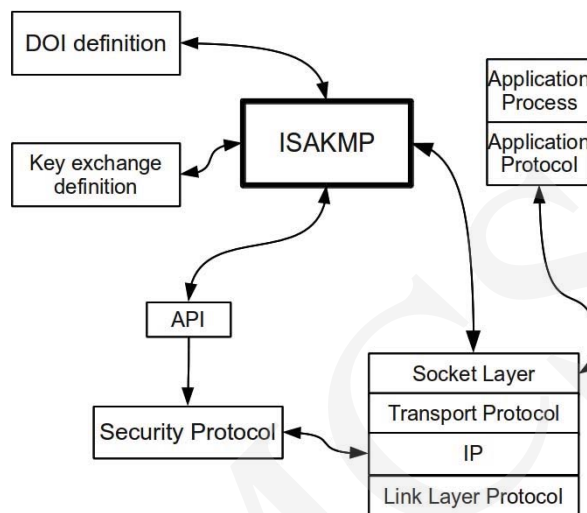 DOI definition
Application
Process
ISAKMP
Application
Protocol
Key exchange
definition
API
Socket Layer
Transport Protocol
Security Protocol
IP
Link Layer Protocol